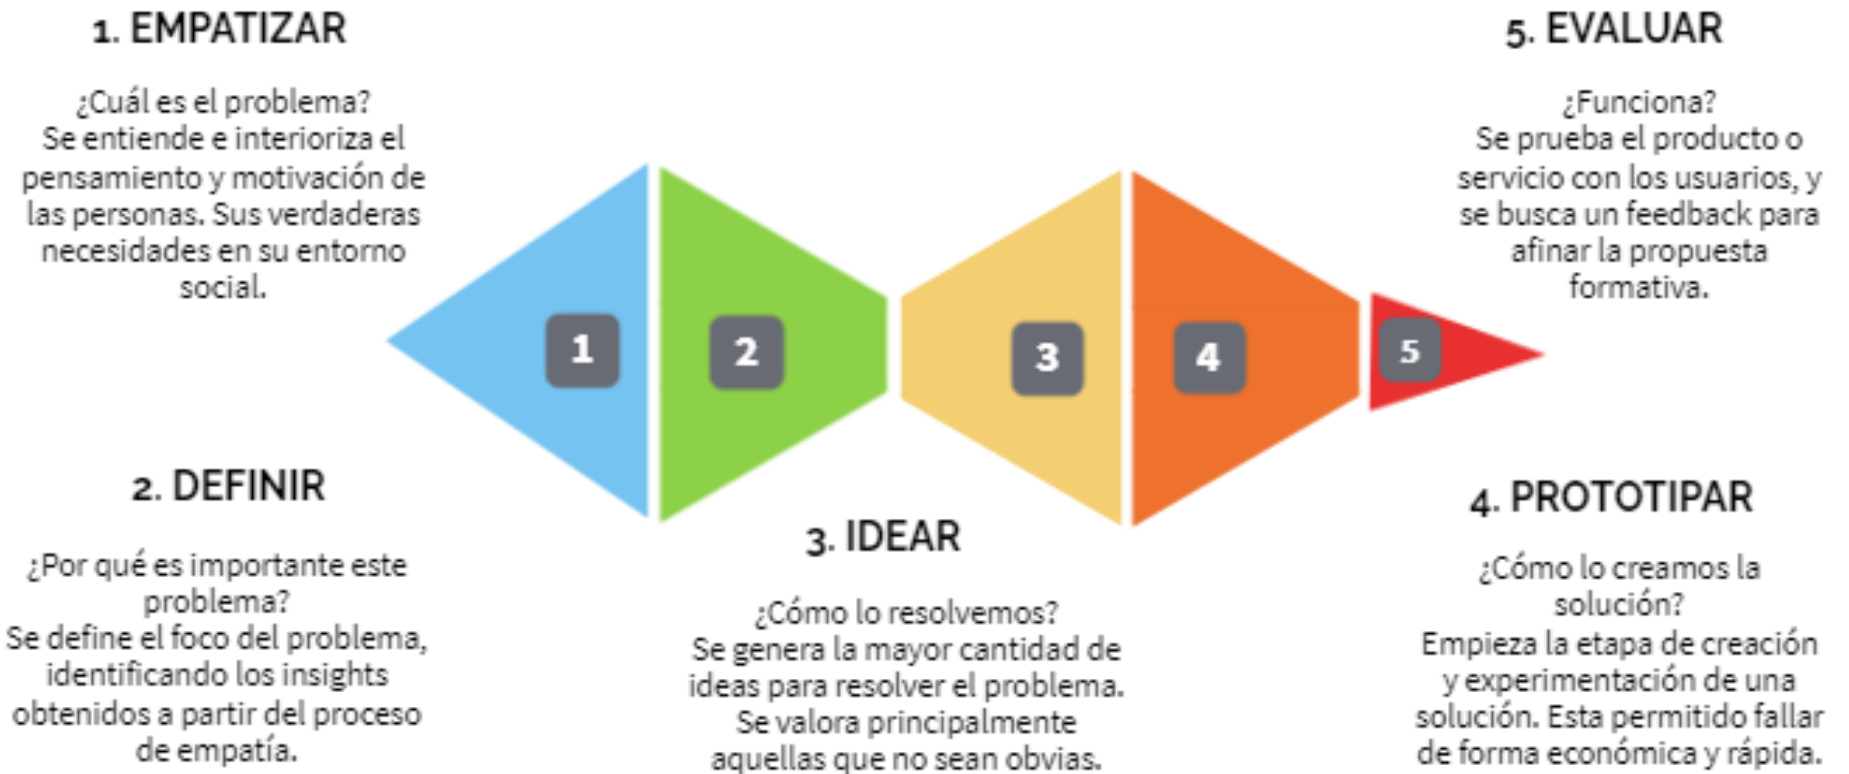 1. EMPATIZAR
¿Cuál es el problema?
Se entiende e interioriza el
pensamiento y motivación de
las personas. Sus verdaderas
necesidades en su entorno
social.
2. DEFINIR
¿Por qué es importante este
problema?
Se define el foco del problema,
identificando los insights
obtenidos a partir del proceso
de empatía.
1
2
3
4
5
3. IDEAR
¿Cómo lo resolvemos?
Se genera la mayor cantidad de
ideas para resolver el problema.
Se valora principalmente
aquellas que no sean obvias.
5. EVALUAR
¿Funciona?
Se prueba el producto o
servicio con los usuarios, y
se busca un feedback para
afinar la propuesta
formativa.
4. PROTOTIPAR
¿Cómo lo creamos la
solución?
Empieza la etapa de creación
y experimentación de una
solución. Esta permitido fallar
de forma económica y rápida.